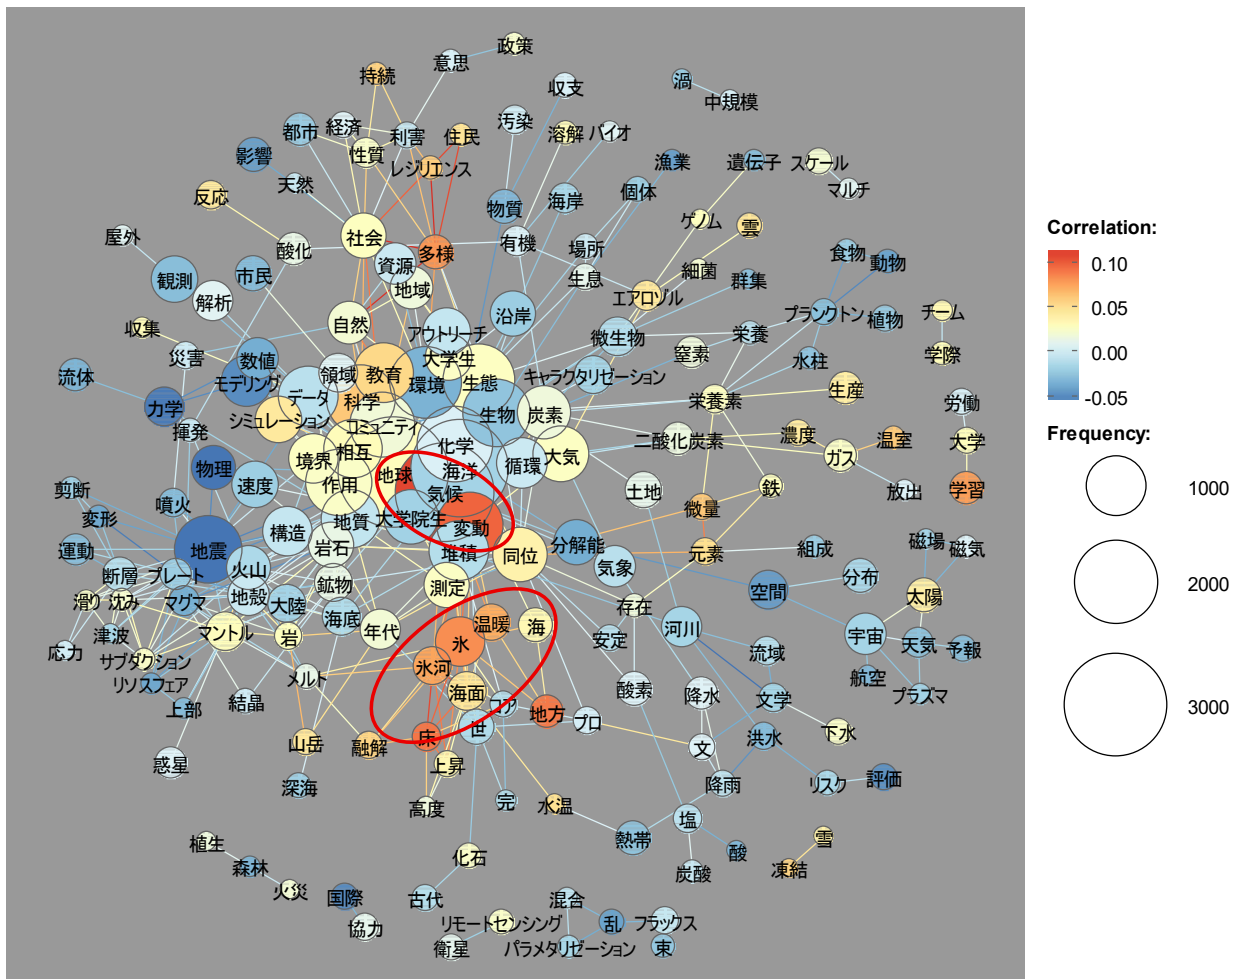 政策
意思
持続
収支
渦
中規模
都市
経済
利害
住民
汚染
溶解
バイオ
影響
性質
レジリエンス
漁業
遺伝子
スケール
マルチ
天然
反応
物質
海岸
個体
ゲノム
雲
屋外
酸化
社会
多様
有機
場所
資源
細菌
食物
動物
観測
市民
解析
地域
生息
エアロゾル
群集
収集
自然
アウトリーチ
沿岸
微生物
栄養
プランクトン
植物
チーム
学際
災害
数値
領域
教育
大学生
環境
生態
キャラクタリゼーション
窒素
水柱
流体
モデリング
データ
科学
生物
炭素
栄養素
生産
労働
力学
シミュレーション
コミュニティ
揮発
境界
相互
化学
循環
大気
二酸化炭素
濃度
温室
大学
ガス
物理
速度
作用
地球
海洋
気候
土地
鉄
放出
学習
剪断
噴火
変形
地質
大学院生
変動
微量
運動
地震
構造
岩石
堆積
同位
分解能
元素
組成
磁場
磁気
断層
プレート
火山
気象
空間
分布
滑り
沈み
マグマ
地殻
大陸
鉱物
測定
存在
太陽
津波
海底
応力
マントル
岩
年代
氷
温暖
海
安定
河川
宇宙
天気
予報
サブダクション
リソスフェア
上部
結晶
メルト
氷河
海面
コア
地方
プロ
酸素
降水
流域
文学
航空
プラズマ
惑星
山岳
融解
床
世
上昇
文
洪水
下水
深海
高度
完
水温
降雨
リスク
評価
熱帯
塩
酸
炭酸
雪
凍結
植生
森林
火災
国際
協力
化石
古代
リモートセンシング
衛星
混合
乱
フラックス
パラメタリゼーション
束
Correlation:
0.10
0.05
0.00
-0.05
Frequency:
1000
2000
3000